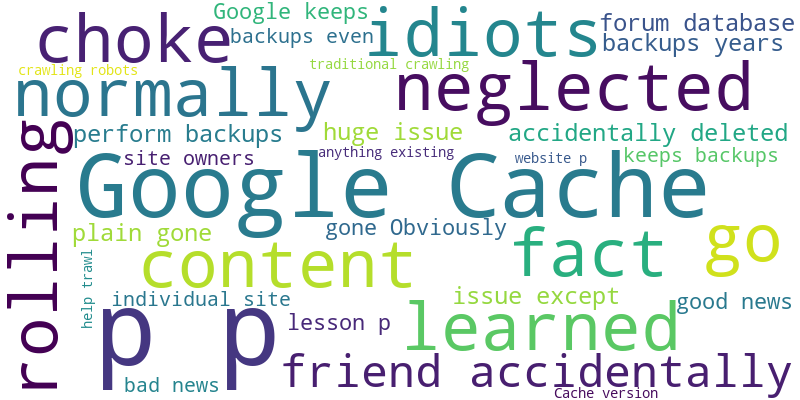 Google keeps
choke
idiots
forum database
backups even
backups years
crawling robots
traditional crawling
normally
neglected
rolling
perform backups
huge issue
accidentally deleted
site owners
anything existing
website p
keeps backups
Google Cache
plain gone
gone Obviously
fact
go
content
help trawl
individual site
issue except
good news
p p
lesson p
learned
friend accidentally
bad news
Cache version